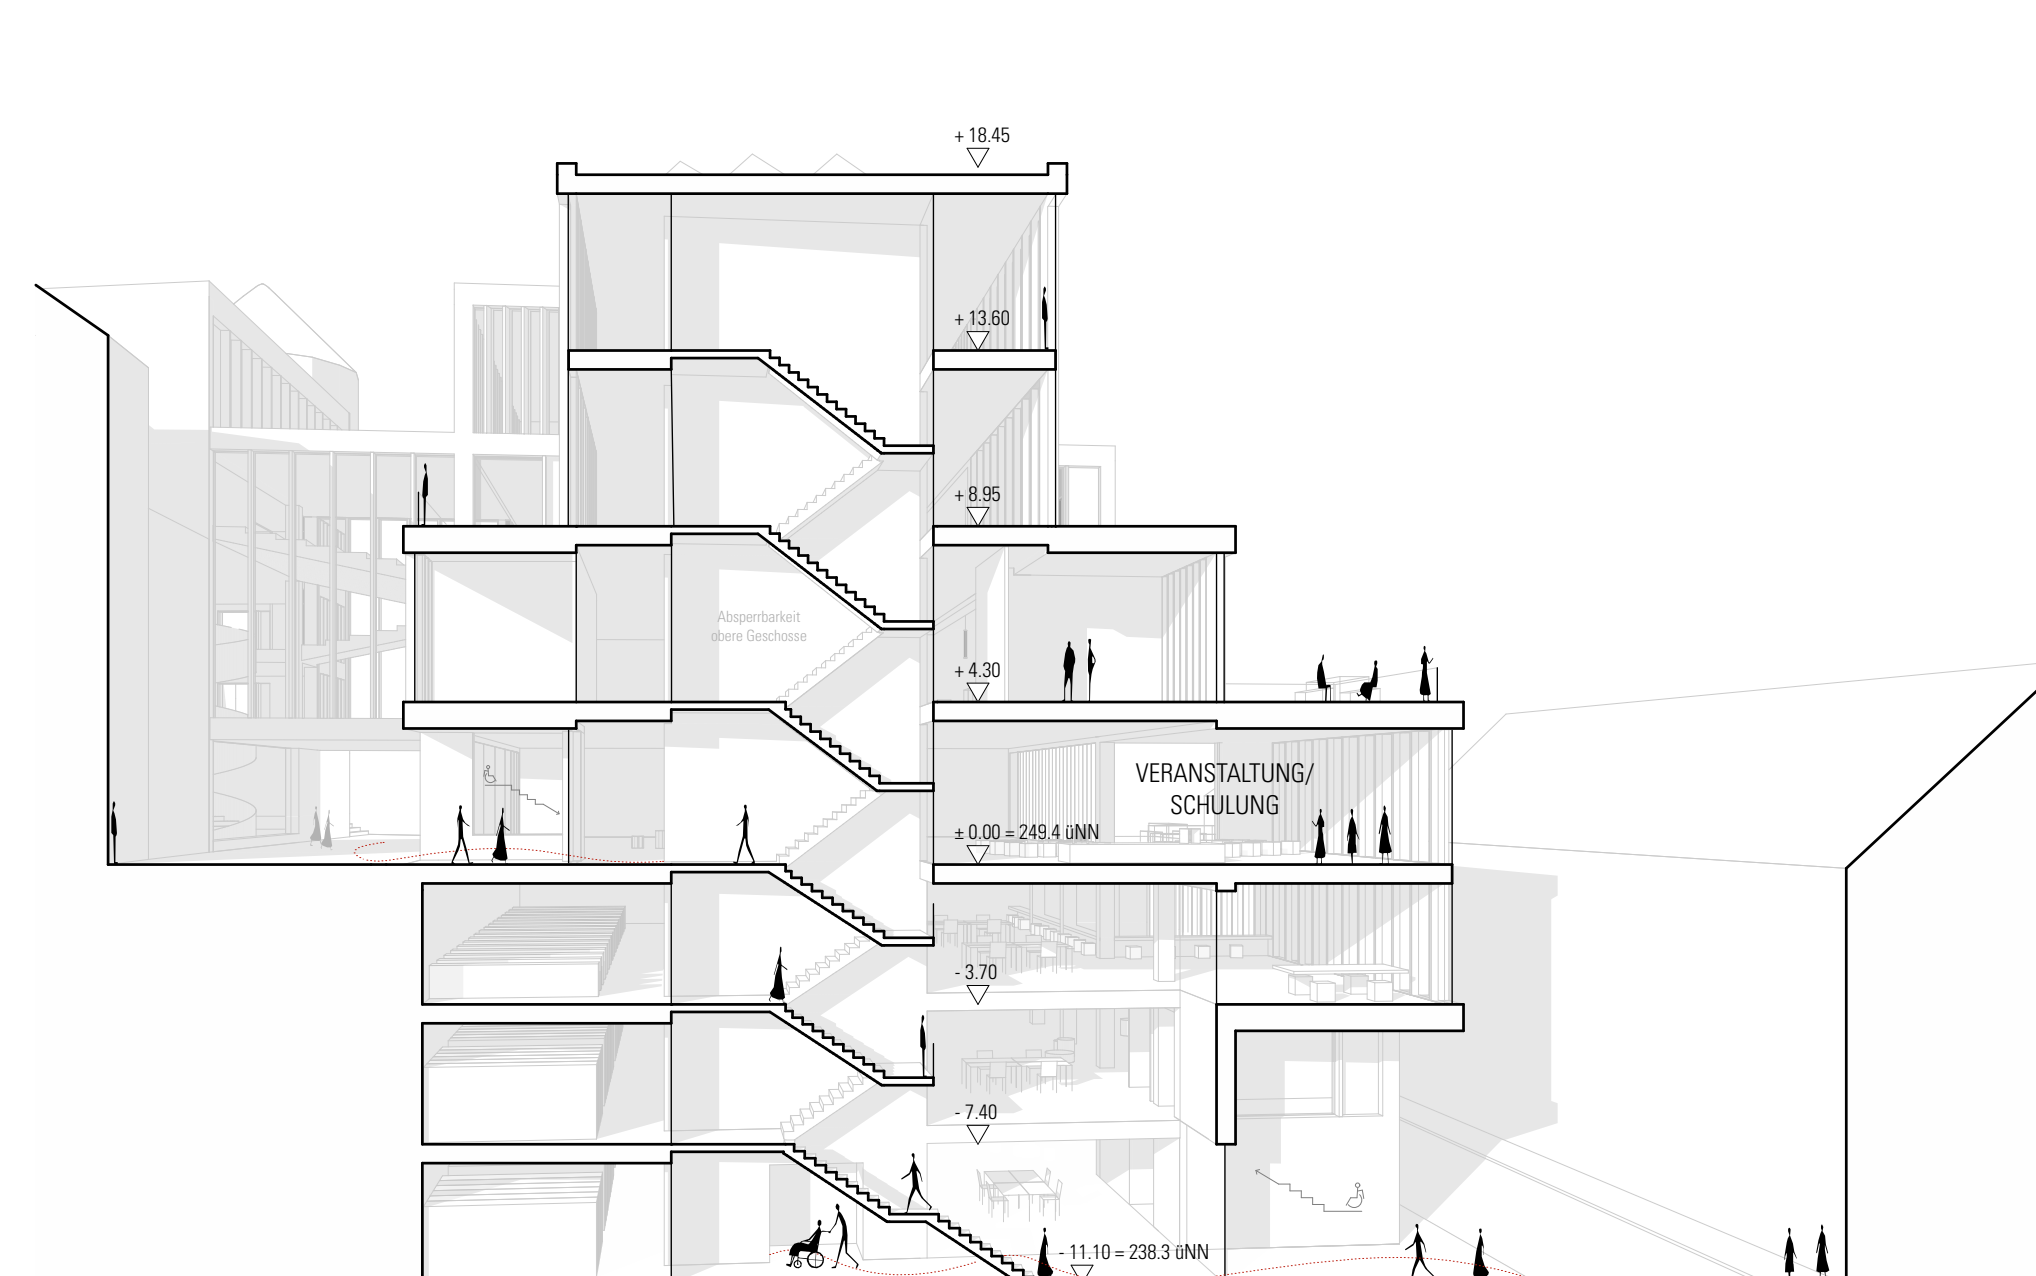 + 18.45
+ 13.60
+ 8.95
Absperrbarkeit
obere Geschosse
+ 4.30
VERANSTALTUNG/
SCHULUNG
± 0.00 = 249.4 üNN
- 3.70
- 7.40
- 11.10 = 238.3 üNN